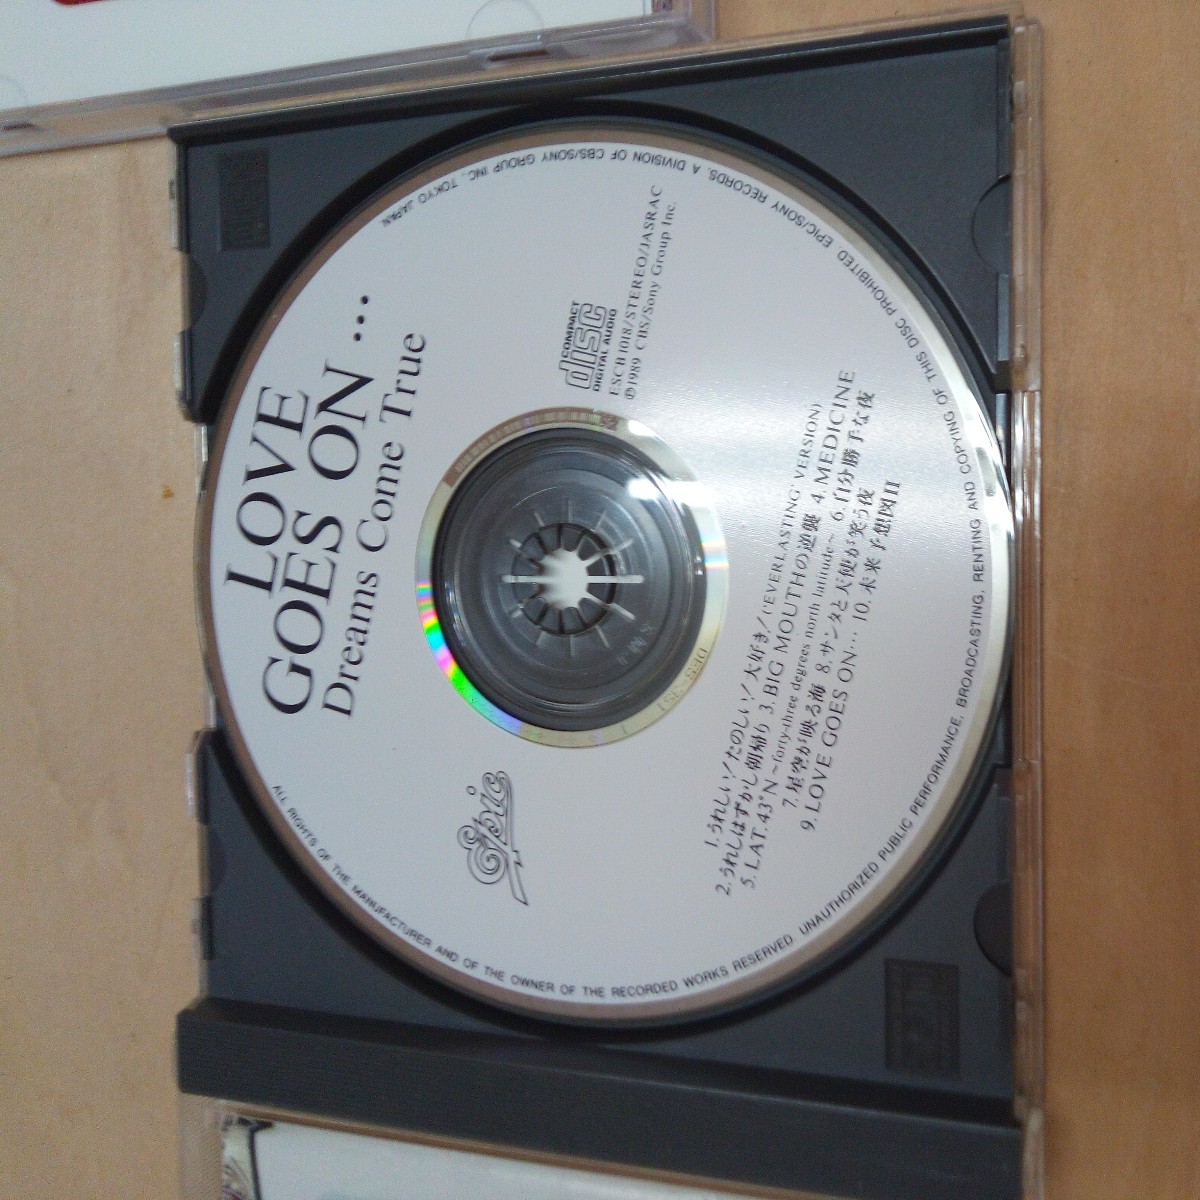 LOVE
GOES ON …
Dreams Come True
COMPACT
disc
DIGITAL AUDIO
ESCB 1018/STEREO/JASRAC
℗1989 CBS/Sony Group Inc.
Epic
1.うれしい!たのしい!大好き!("EVERLASTING" VERSION)
2.うれしはずかし朝帰り 3.BIG MOUTHの逆襲 4.MEDICINE
5.LAT.43°N ~forty-three degrees north latitude~ 6.自分勝手な夜
7.星空が映る海 8.サンタと天使が笑う夜
9.LOVE GOES ON… 10.未来予想図II
ALL RIGHTS OF THE MANUFACTURER AND OF THE OWNER OF THE RECORDED WORKS RESERVED. UNAUTHORIZED PUBLIC PERFORMANCE, BROADCASTING, RENTING AND COPYING OF THIS DISC PROHIBITED. EPIC/SONY RECORDS, A DIVISION OF CBS/SONY GROUP INC., TOKYO JAPAN.